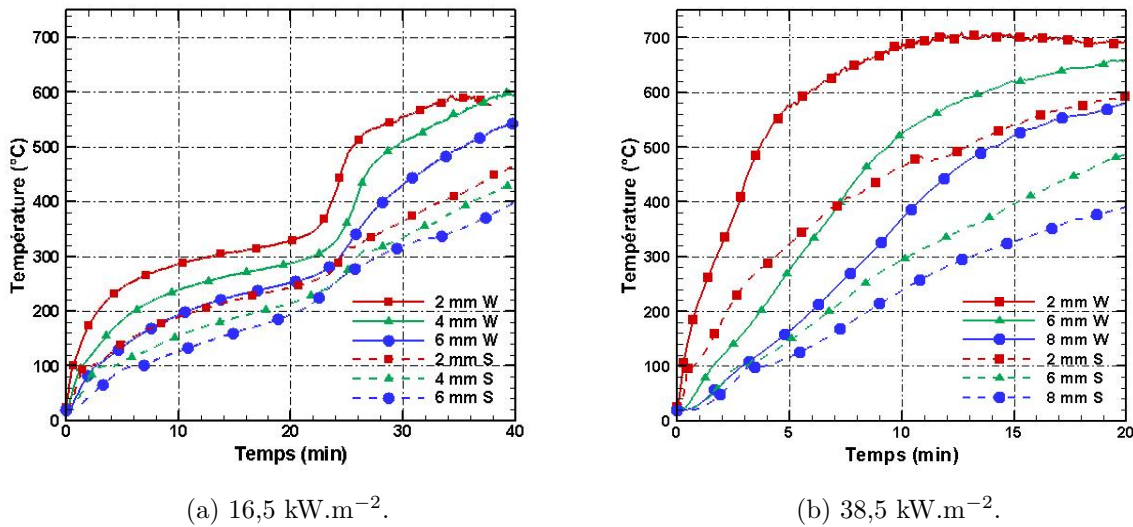 700
600
500
400
300
200
100
0
Température (°C)
0
10
20
30
40
Temps (min)
2 mm W
4 mm W
6 mm W
2 mm S
4 mm S
6 mm S
(a) 16,5 kW.m−2.
700
600
500
400
300
200
100
0
Température (°C)
0
5
10
15
20
Temps (min)
2 mm W
6 mm W
8 mm W
2 mm S
6 mm S
8 mm S
(b) 38,5 kW.m−2.